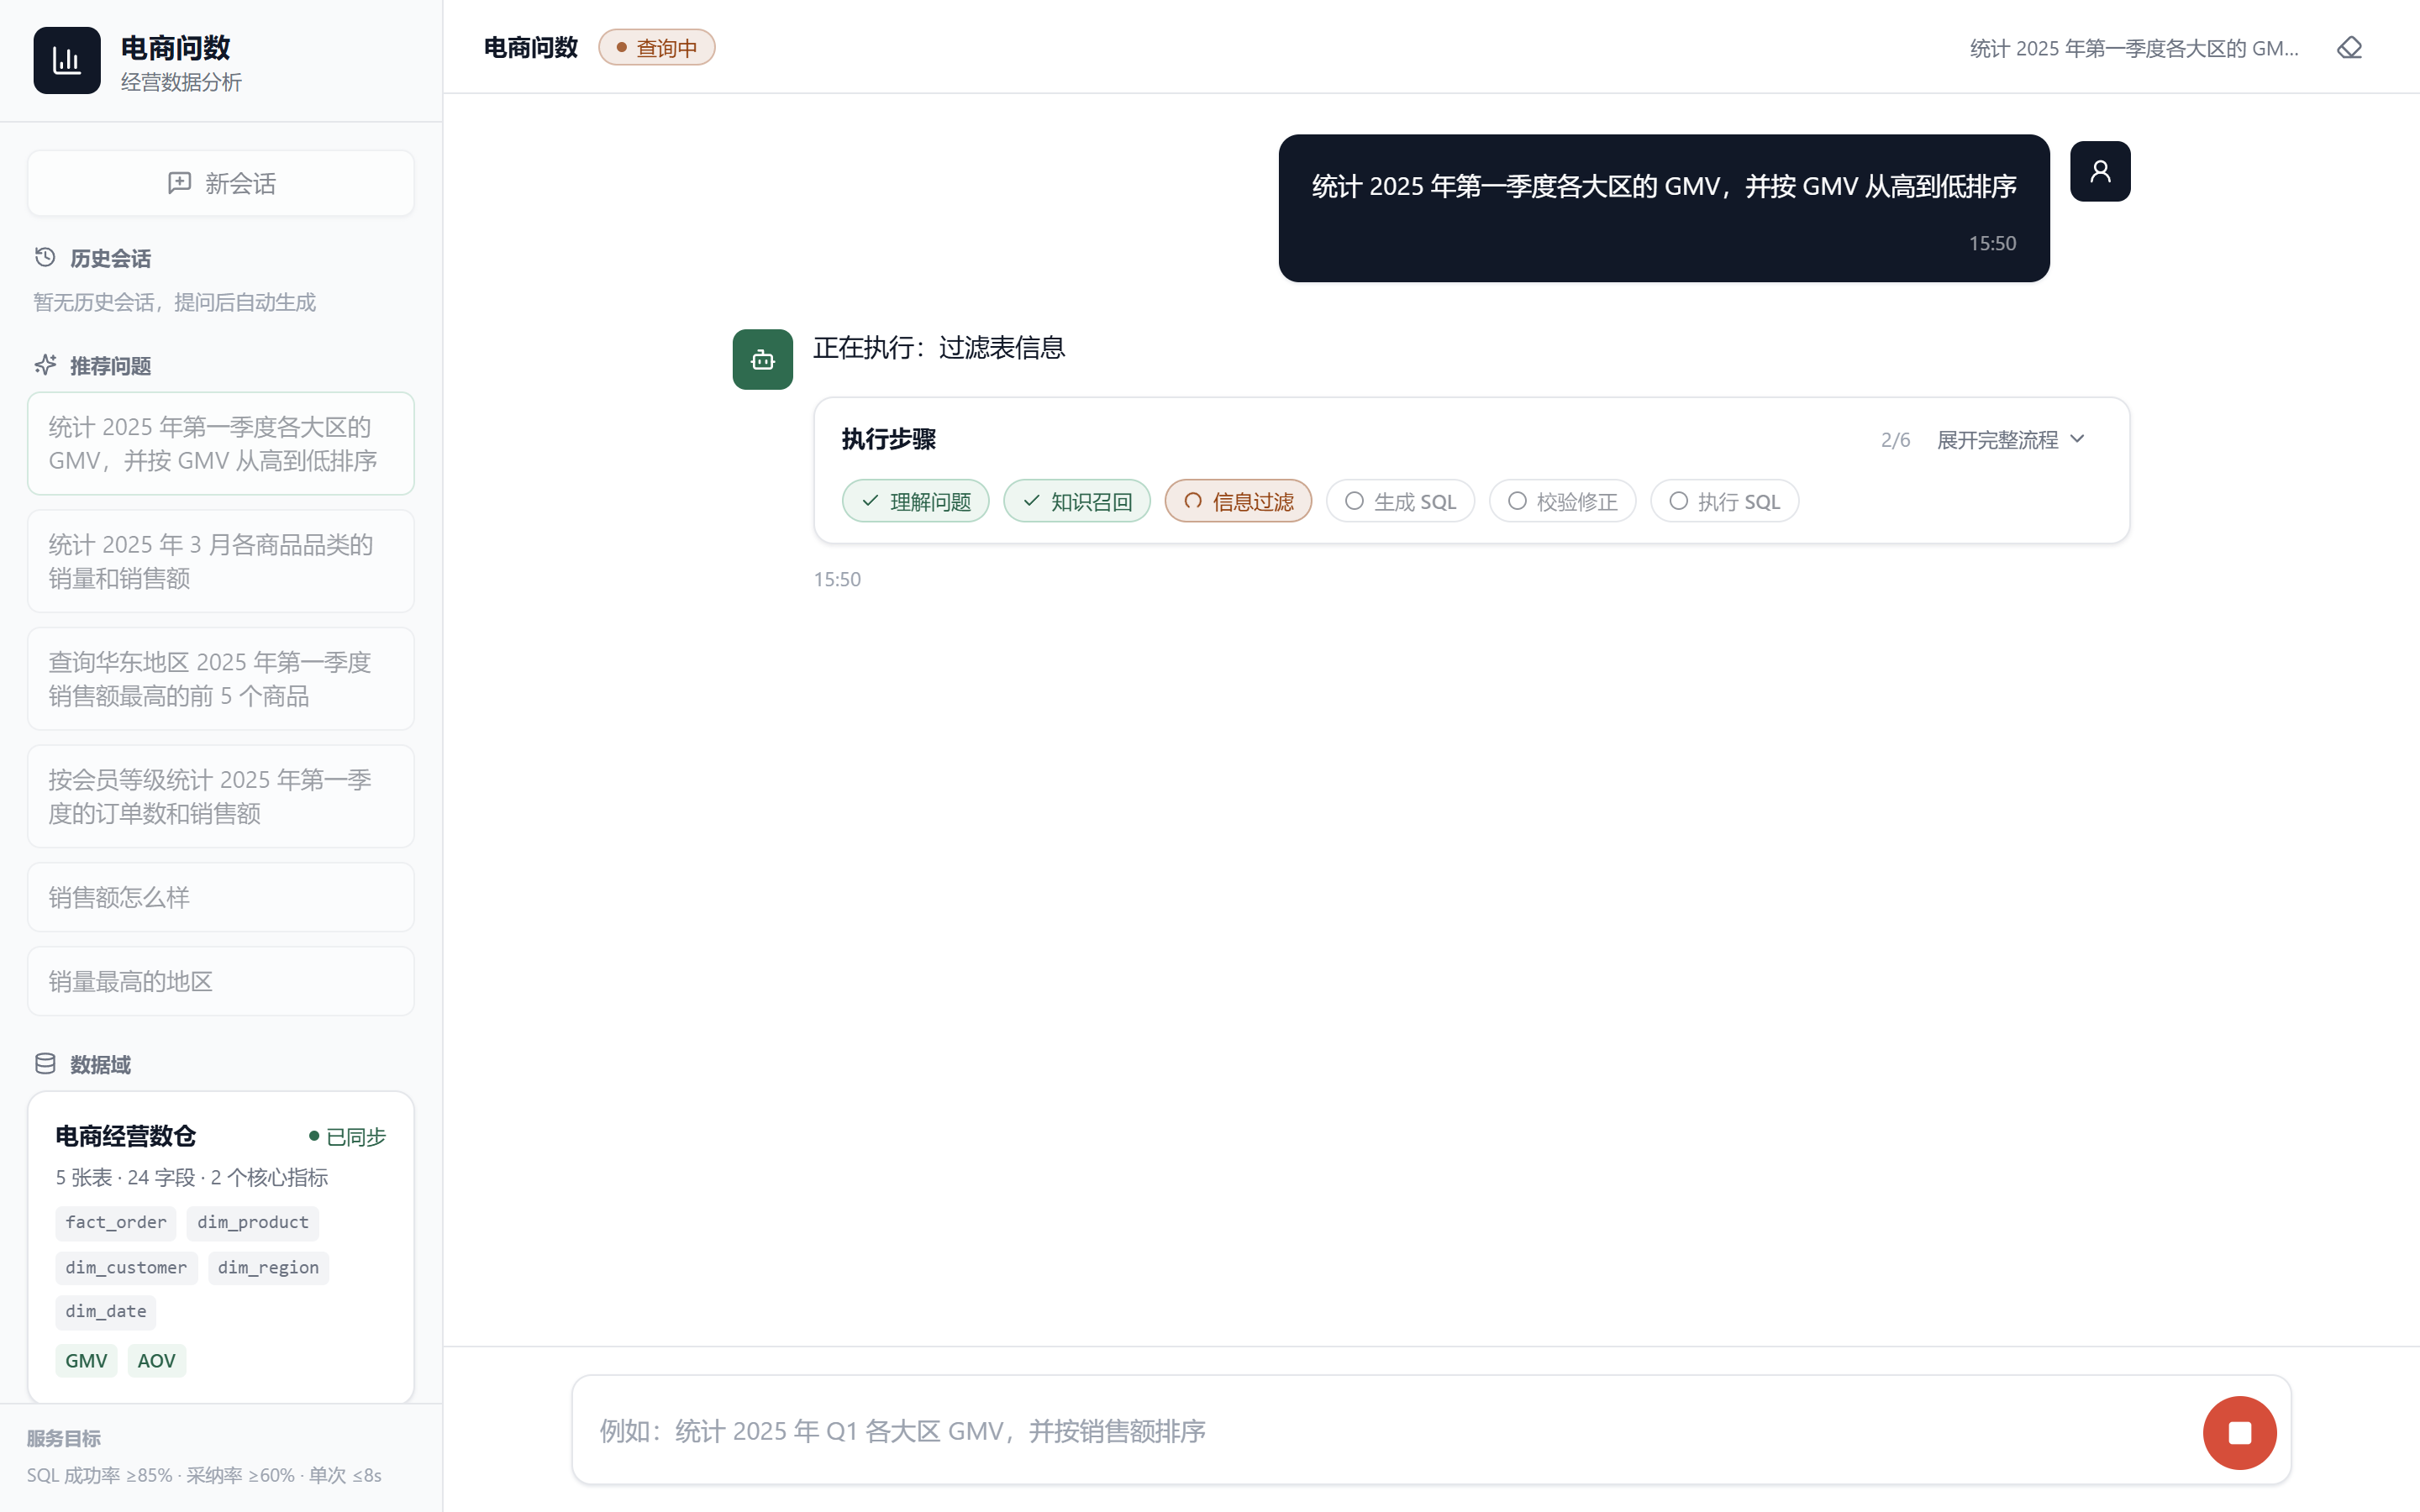 电商问数
经营数据分析
新会话
历史会话
暂无历史会话，提问后自动生成
推荐问题
统计 2025 年第一季度各大区的
GMV，并按 GMV 从高到低排序
统计 2025 年 3 月各商品品类的
销量和销售额
查询华东地区 2025 年第一季度
销售额最高的前 5 个商品
按会员等级统计 2025 年第一季
度的订单数和销售额
销售额怎么样
销量最高的地区
数据域
电商经营数仓 已同步
5 张表 · 24 字段 · 2 个核心指标
fact_order dim_product
dim_customer dim_region
dim_date
GMV AOV
服务目标
SQL 成功率 ≥85% · 采纳率 ≥60% · 单次 ≤8s
电商问数 查询中 统计 2025 年第一季度各大区的 GM...
统计 2025 年第一季度各大区的 GMV，并按 GMV 从高到低排序
15:50
正在执行：过滤表信息
执行步骤 2/6 展开完整流程
理解问题 知识召回 信息过滤 生成 SQL 校验修正 执行 SQL
15:50
例如：统计 2025 年 Q1 各大区 GMV，并按销售额排序